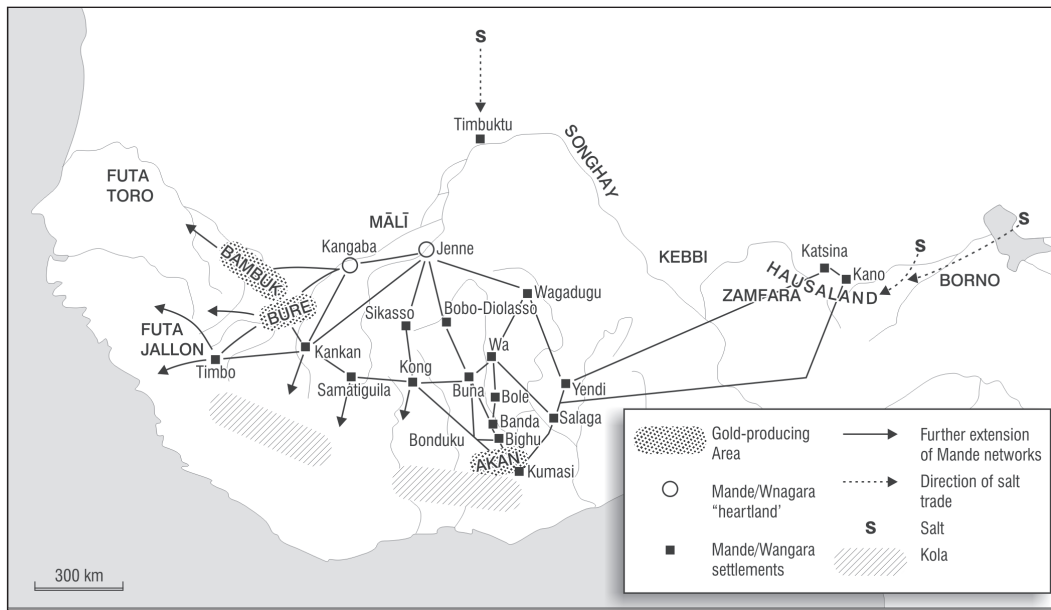 S
Timbuktu
SONGHAY
FUTA
TORO
MĀLĪ
Kangaba
Jenne
BAMBUK
BURE
KEBBI
Katsina
Kano
HAUSALAND
ZAMFARA
S
S
BORNO
Wagadugu
Sikasso
Bobo-Diolasso
FUTA
JALLON
Timbo
Kankan
Samatiguila
Kong
Wa
Buna
Bole
Yendi
Banda
Salaga
Bonduku
Bighu
AKAN
Kumasi
300 km
Gold-producing
Area
Mande/Wnagara
“heartland’
Mande/Wangara
settlements
Further extension
of Mande networks
Direction of salt
trade
S
Salt
Kola